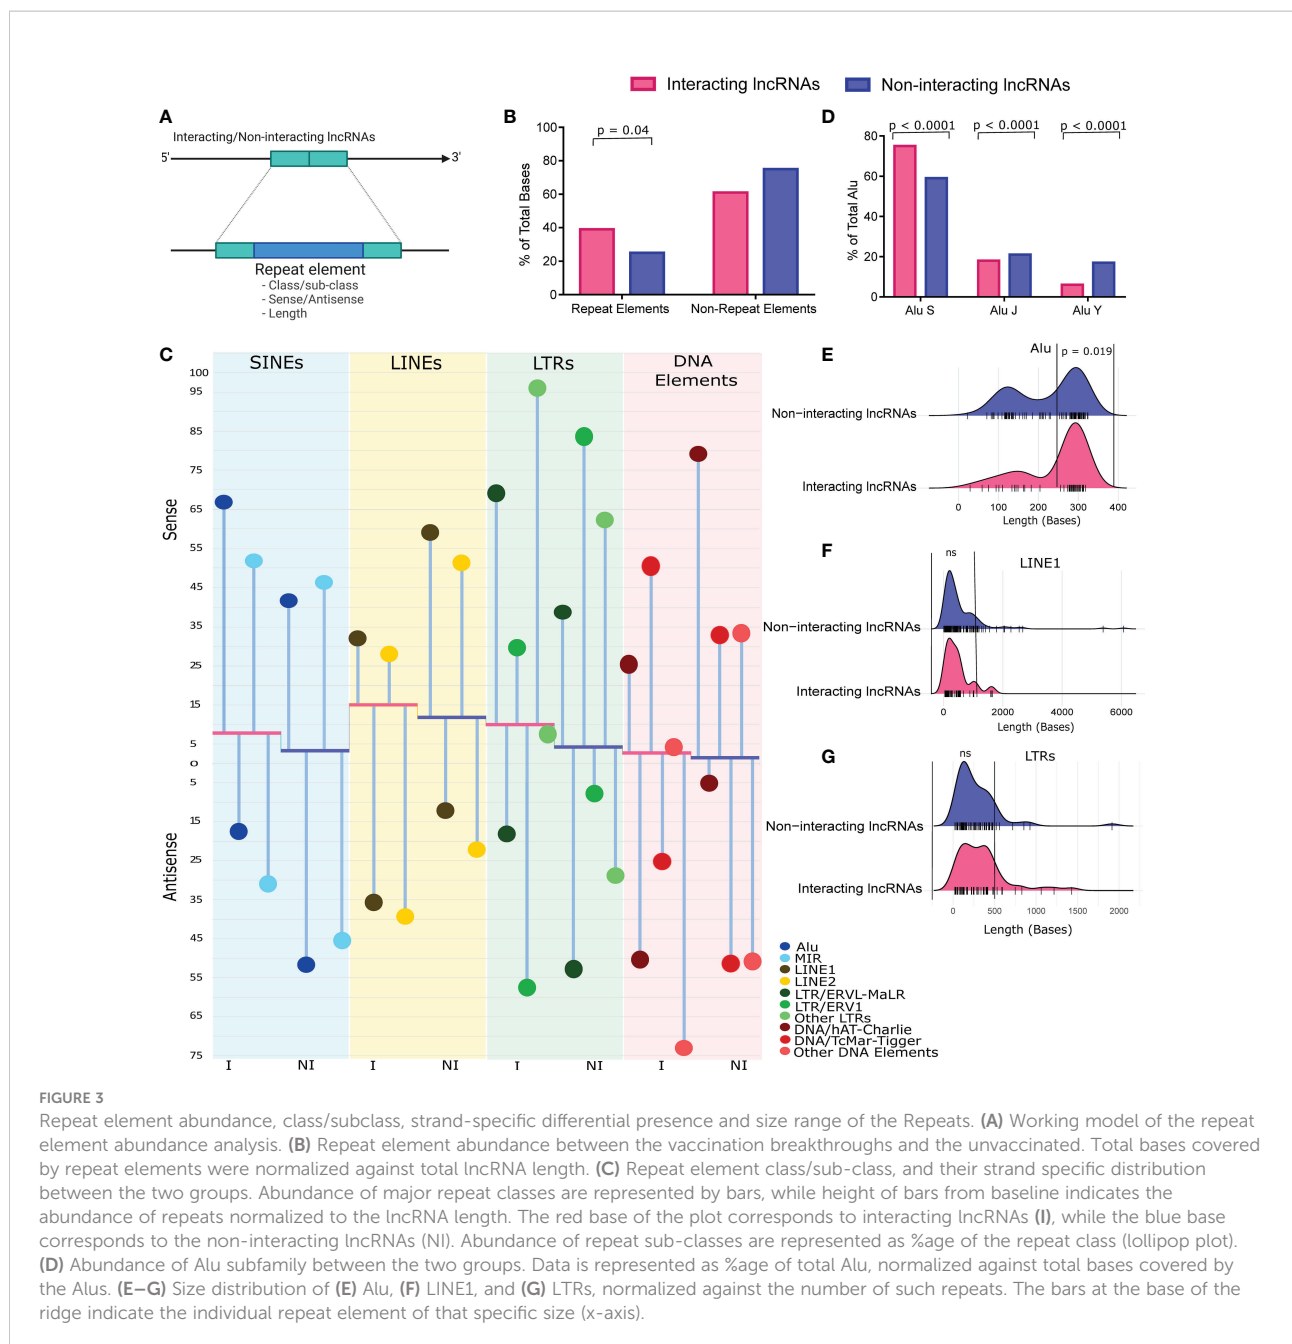 Interacting lncRNAs
Non-interacting lncRNAs
A
Interacting/Non-interacting lncRNAs
5'
3'
Repeat element
- Class/sub-class
- Sense/Antisense
- Length
B
% of Total Bases
100
80
60
40
20
0
p = 0.04
Repeat Elements
Non-Repeat Elements
D
% of Total Alu
80
60
40
20
0
p < 0.0001
p < 0.0001
p < 0.0001
Alu S
Alu J
Alu Y
C
SINEs
LINEs
LTRs
DNA
Elements
Sense
Antisense
100
95
85
75
65
55
45
35
25
15
5
0
5
15
25
35
45
55
65
75
I
NI
I
NI
I
NI
I
NI
Alu
MIR
LINE1
LINE2
LTR/ERVL-MaLR
LTR/ERV1
Other LTRs
DNA/hAT-Charlie
DNA/TcMar-Tigger
Other DNA Elements
E
Alu
p = 0.019
Non-interacting lncRNAs
Interacting lncRNAs
0
100
200
300
400
Length (Bases)
F
ns
LINE1
Non-interacting lncRNAs
Interacting lncRNAs
0
2000
4000
6000
Length (Bases)
G
ns
LTRs
Non-interacting lncRNAs
Interacting lncRNAs
0
500
1000
1500
2000
Length (Bases)
FIGURE 3
Repeat element abundance, class/subclass, strand-specific differential presence and size range of the Repeats. (A) Working model of the repeat
element abundance analysis. (B) Repeat element abundance between the vaccination breakthroughs and the unvaccinated. Total bases covered
by repeat elements were normalized against total lncRNA length. (C) Repeat element class/sub-class, and their strand specific distribution
between the two groups. Abundance of major repeat classes are represented by bars, while height of bars from baseline indicates the
abundance of repeats normalized to the lncRNA length. The red base of the plot corresponds to interacting lncRNAs (I), while the blue base
corresponds to the non-interacting lncRNAs (NI). Abundance of repeat sub-classes are represented as %age of the repeat class (lollipop plot).
(D) Abundance of Alu subfamily between the two groups. Data is represented as %age of total Alu, normalized against total bases covered by
the Alus. (E–G) Size distribution of (E) Alu, (F) LINE1, and (G) LTRs, normalized against the number of such repeats. The bars at the base of the
ridge indicate the individual repeat element of that specific size (x-axis).